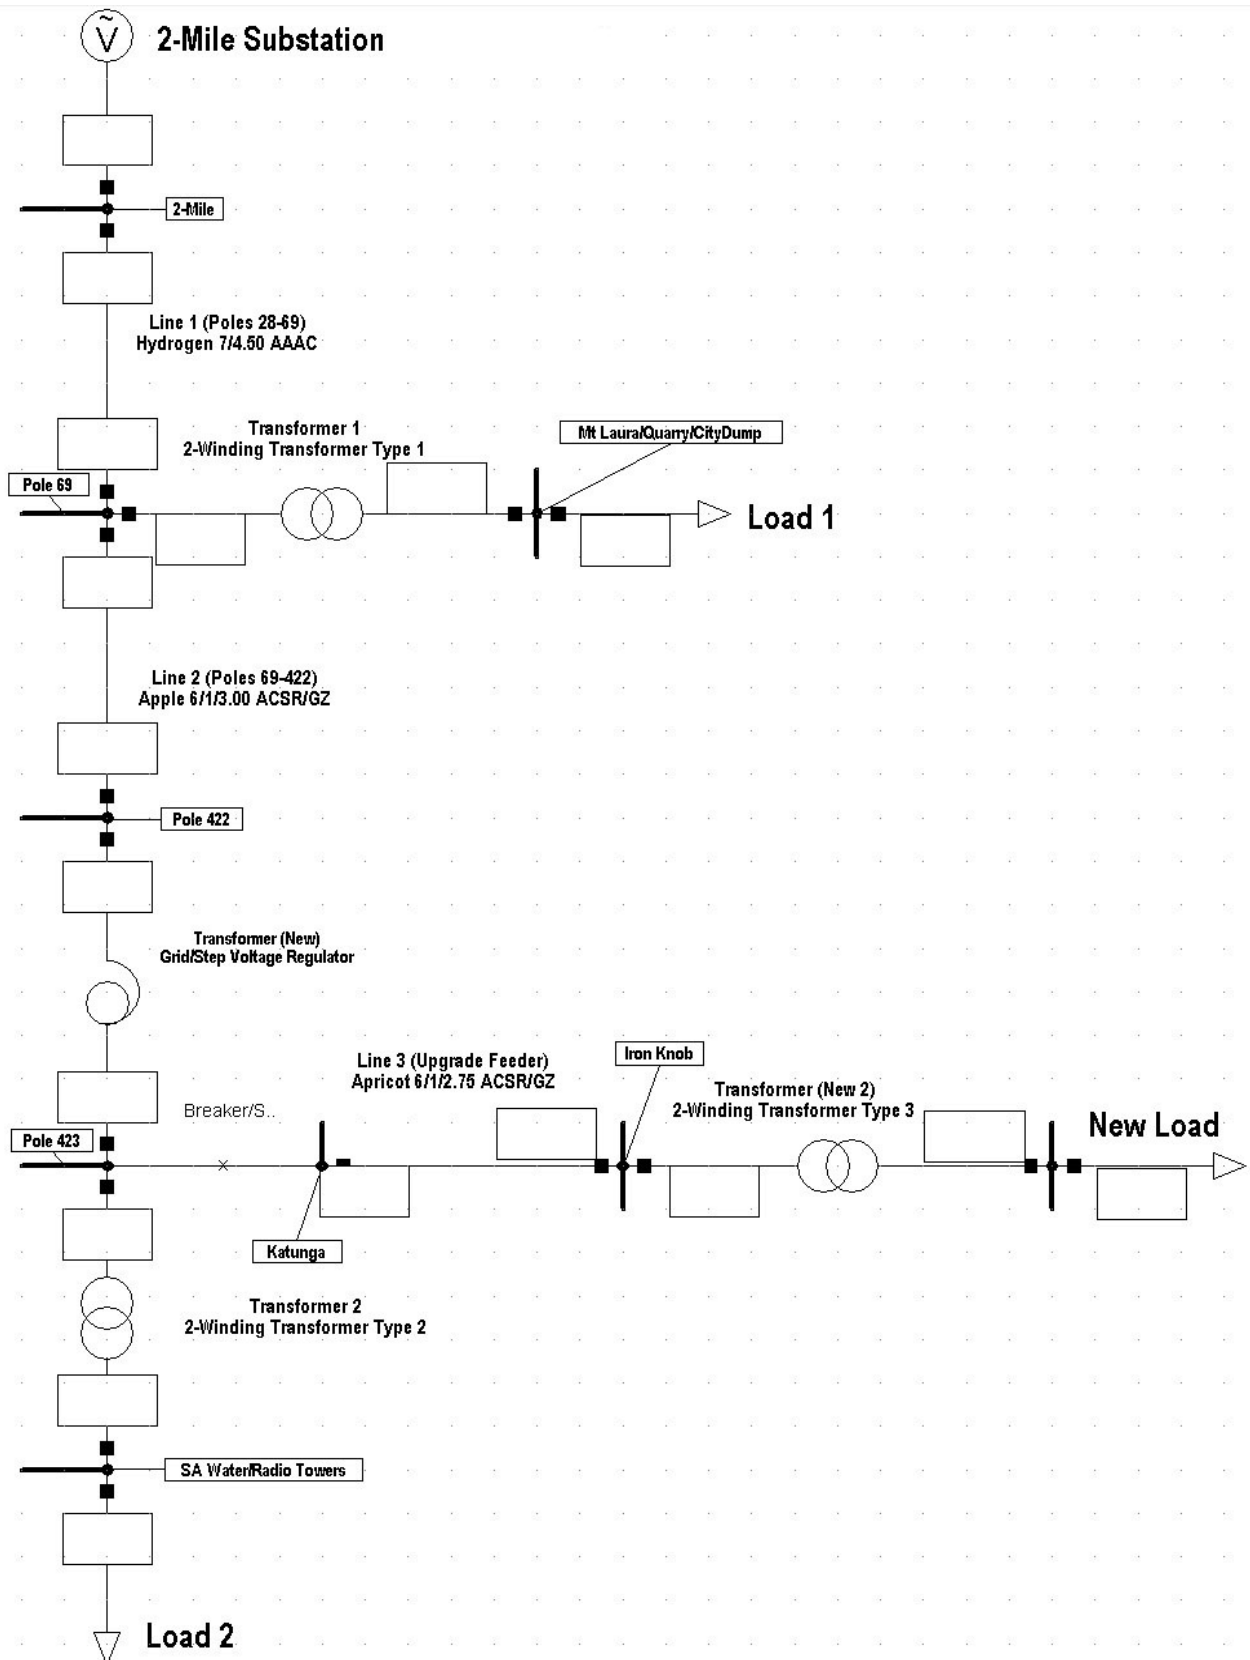 Ṽ
2-Mile Substation
2-Mile
Line 1 (Poles 28-69)
Hydrogen 7/4.50 AAAC
Transformer 1
2-Winding Transformer Type 1
Mt Laura/Quarry/CityDump
Pole 69
Load 1
Line 2 (Poles 69-422)
Apple 6/1/3.00 ACSR/GZ
Pole 422
Transformer (New)
Grid/Step Voltage Regulator
Line 3 (Upgrade Feeder)
Apricot 6/1/2.75 ACSR/GZ
Iron Knob
Transformer (New 2)
2-Winding Transformer Type 3
New Load
Breaker/S..
Pole 423
Katunga
Transformer 2
2-Winding Transformer Type 2
SA Water/Radio Towers
Load 2